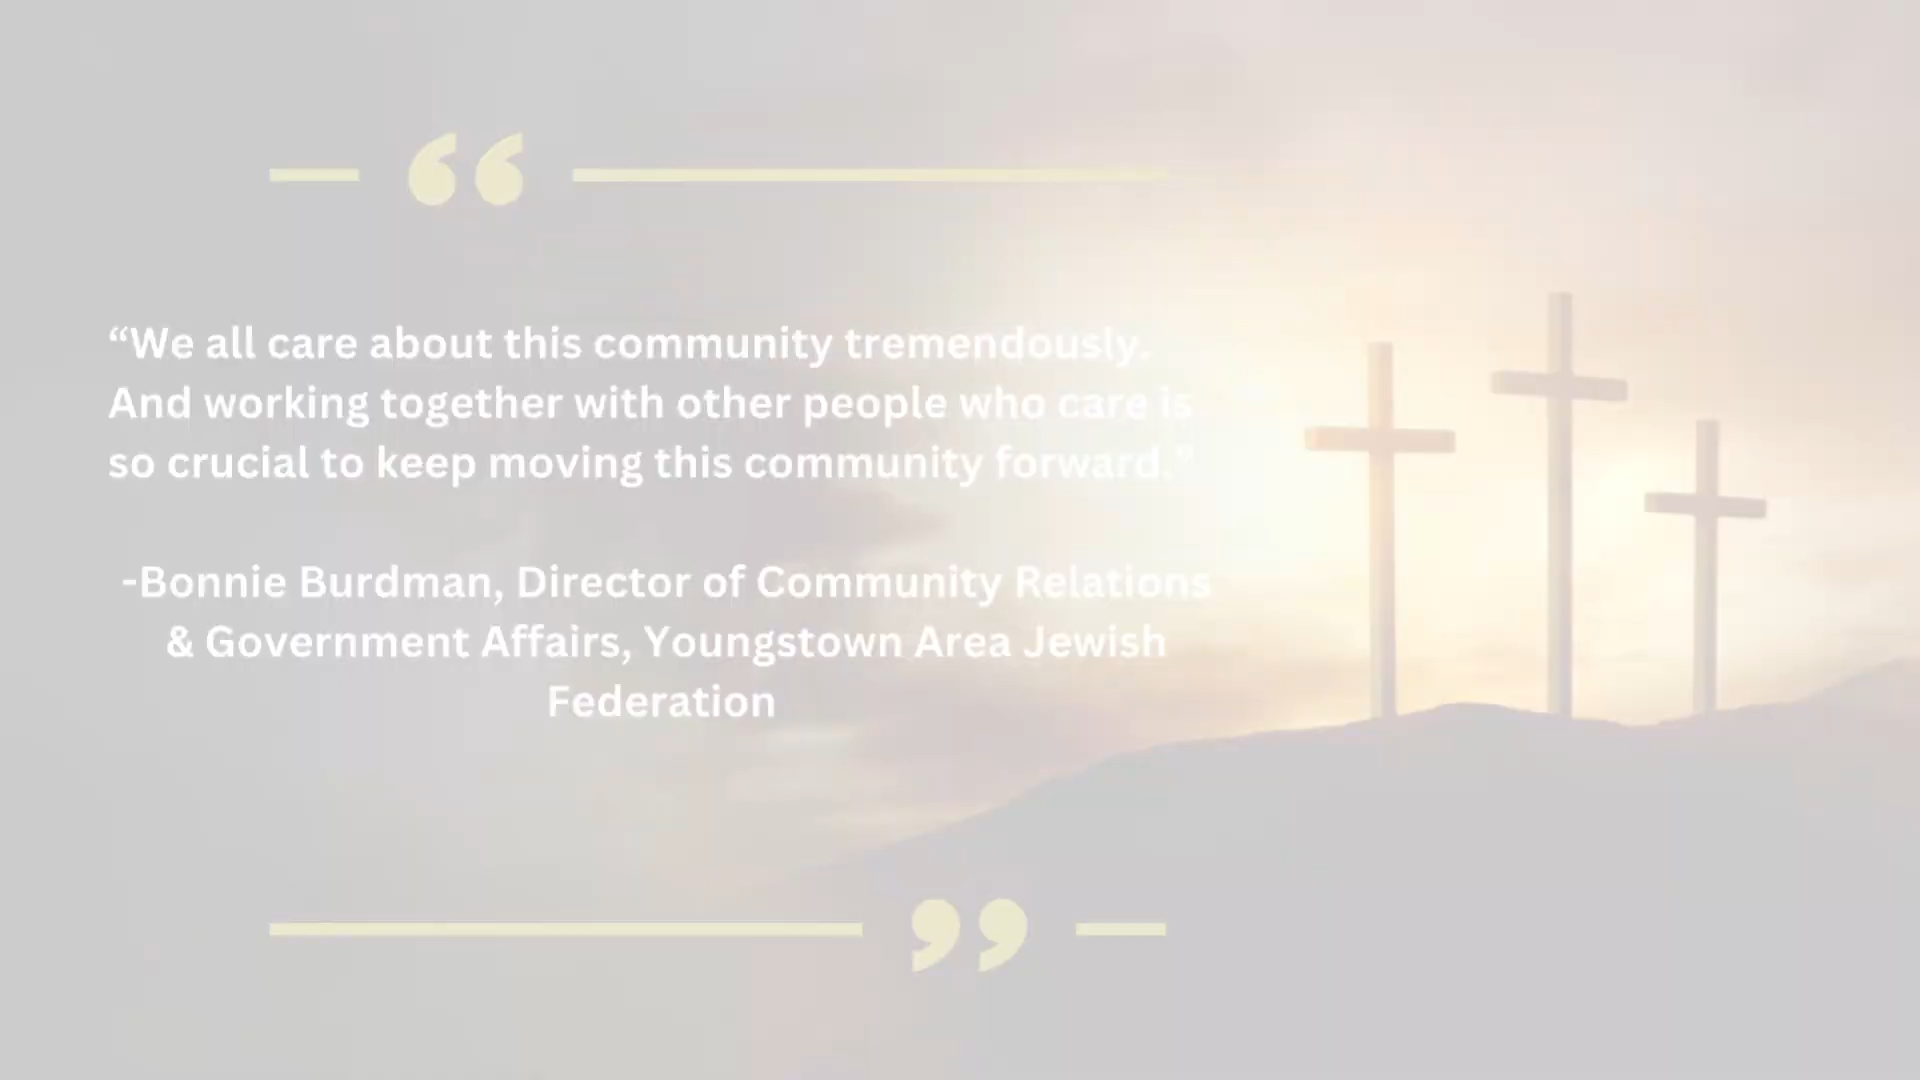 “We all care about this community tremendously.
And working together with other people who care is
so crucial to keep moving this community forward.”
-Bonnie Burdman, Director of Community Relations
& Government Affairs, Youngstown Area Jewish
Federation